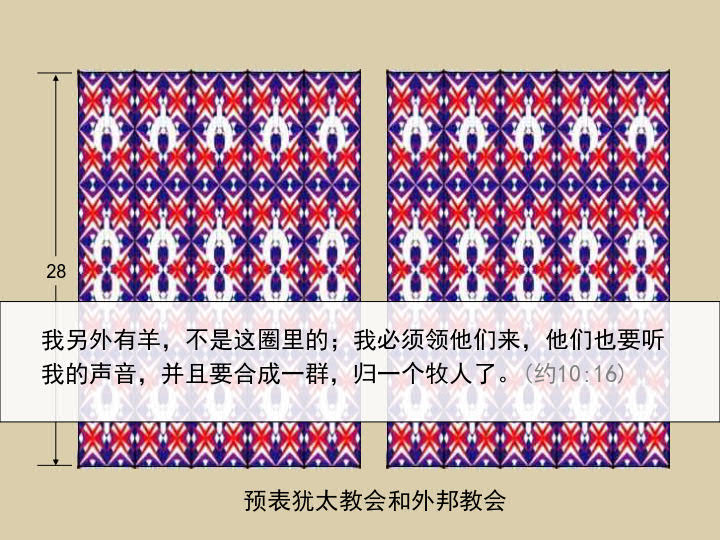 28
我另外有羊，不是这圈里的；我必须领他们来，他们也要听
我的声音，并且要合成一群，归一个牧人了。(约10:16)
预表犹太教会和外邦教会